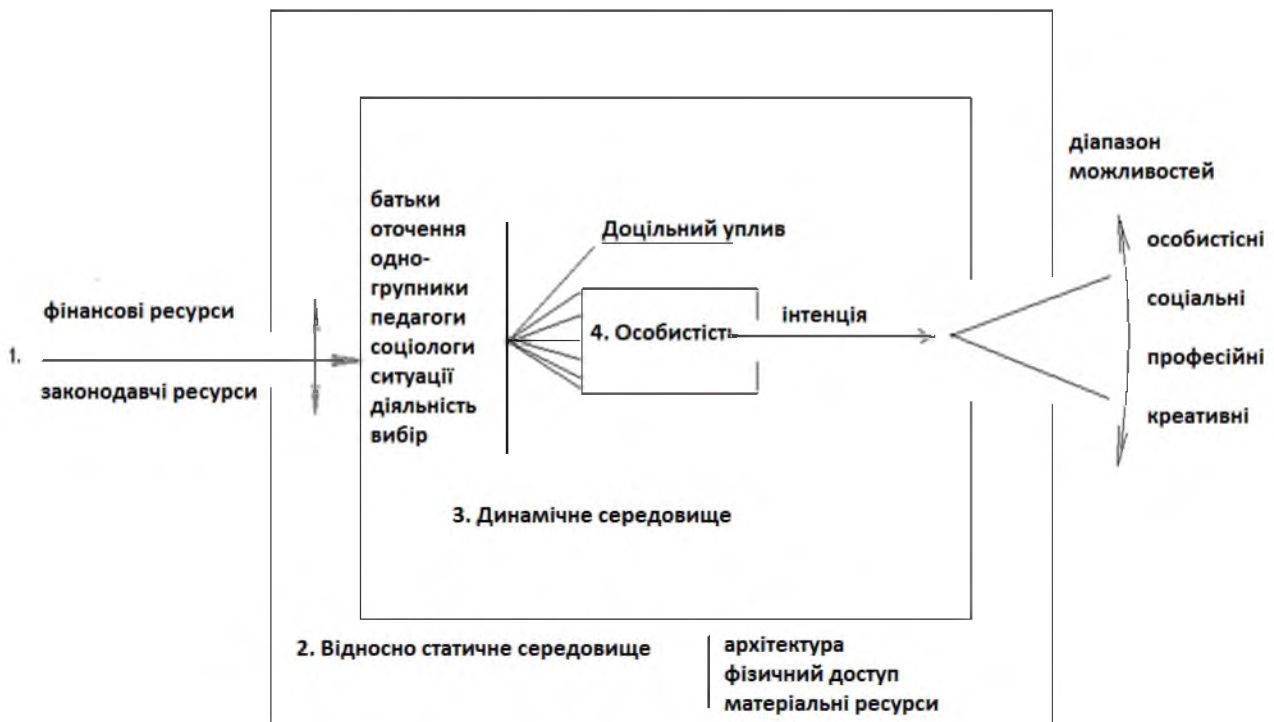 діапазон
можливостей
батьки
оточення
одно-
групники
педагоги
соціологи
ситуації
діяльність
вибір
Доцільний уплив
особистісні
соціальні
професійні
креативні
фінансові ресурси
1.
законодавчі ресурси
4. Особистість
інтенція
3. Динамічне середовище
2. Відносно статичне середовище
архітектура
фізичний доступ
матеріальні ресурси